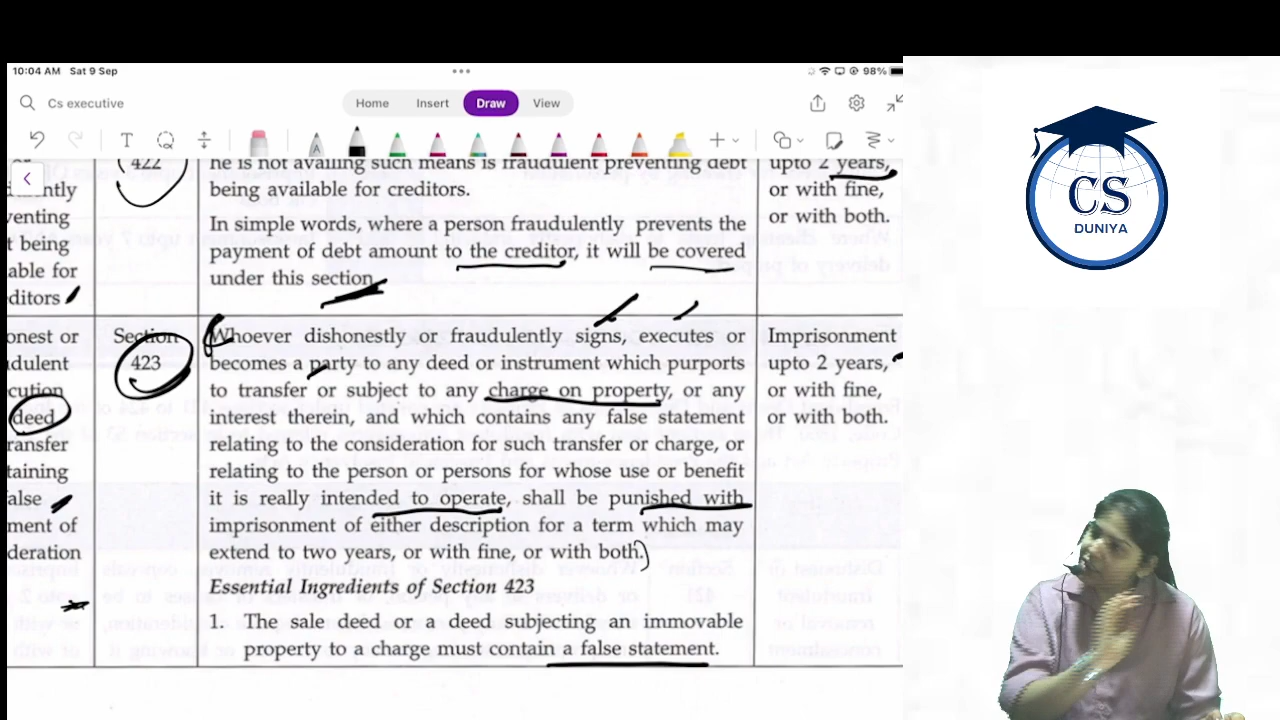 10:04 AM Sat 9 Sep
98%
Cs executive
Home Insert Draw View
422
he is not availing such means is fraudulent preventing debt
being available for creditors.
In simple words, where a person fraudulently prevents the
payment of debt amount to the creditor, it will be covered
under this section.
upto 2 years,
or with fine,
or with both.
ently
venting
t being
able for
editors
onest or
dulent
cution
deed
ransfer
taining
false
ment of
deration
Section
423
Whoever dishonestly or fraudulently signs, executes or
becomes a party to any deed or instrument which purports
to transfer or subject to any charge on property, or any
interest therein, and which contains any false statement
relating to the consideration for such transfer or charge, or
relating to the person or persons for whose use or benefit
it is really intended to operate, shall be punished with
imprisonment of either description for a term which may
extend to two years, or with fine, or with both.
Essential Ingredients of Section 423
1. The sale deed or a deed subjecting an immovable
property to a charge must contain a false statement.
Imprisonment
upto 2 years,
or with fine,
or with both.
CS
DUNIYA